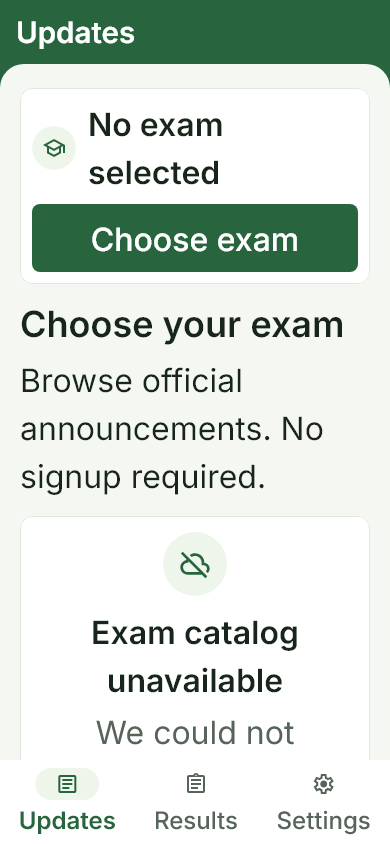 Updates
No exam
selected
Choose exam
Choose your exam
Browse official
announcements. No
signup required.
Exam catalog
unavailable
We could not
Updates Results Settings